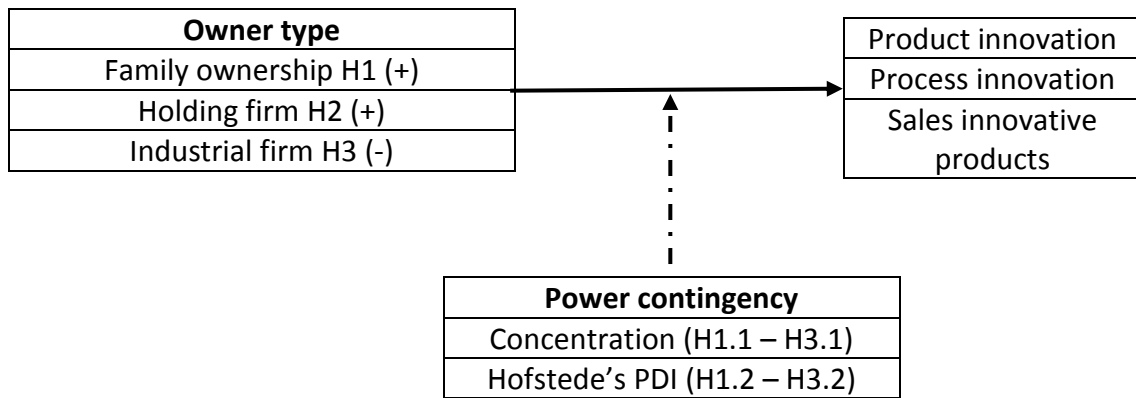 Owner type
Family ownership H1 (+)
Holding firm H2 (+)
Industrial firm H3 (-)
Product innovation
Process innovation
Sales innovative
products
Power contingency
Concentration (H1.1 – H3.1)
Hofstede's PDI (H1.2 – H3.2)